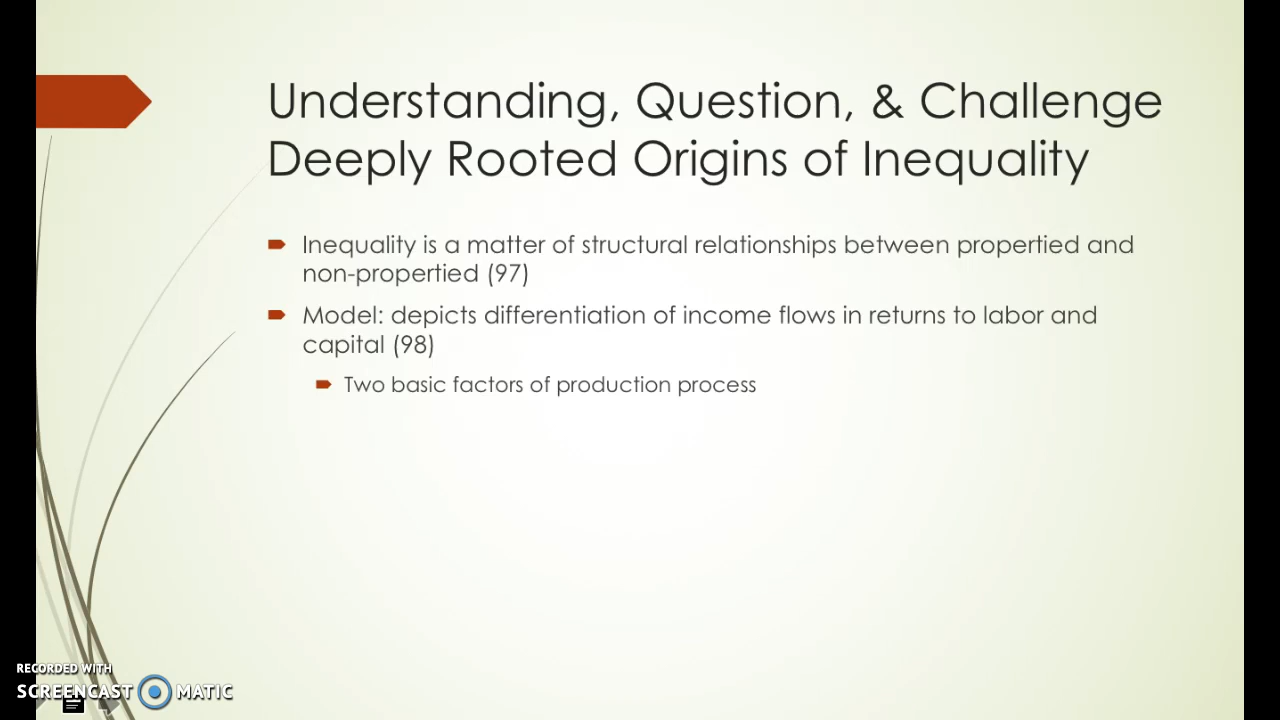 Understanding, Question, & Challenge
Deeply Rooted Origins of Inequality
Inequality is a matter of structural relationships between propertied and
non-propertied (97)
Model: depicts differentiation of income flows in returns to labor and
capital (98)
Two basic factors of production process
RECORDED WITH
SCREENCAST MATIC